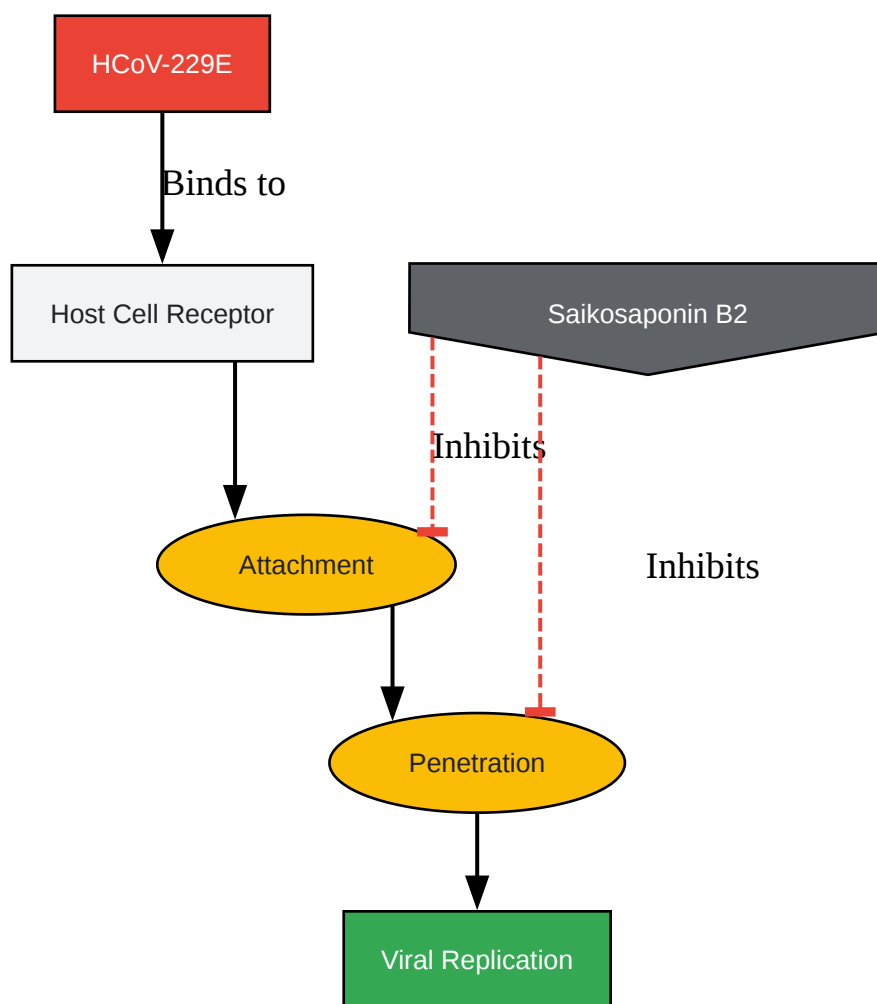 HCoV-229E
Binds to
Host Cell Receptor
Saikosaponin B2
Inhibits
Attachment
Inhibits
Penetration
Viral Replication